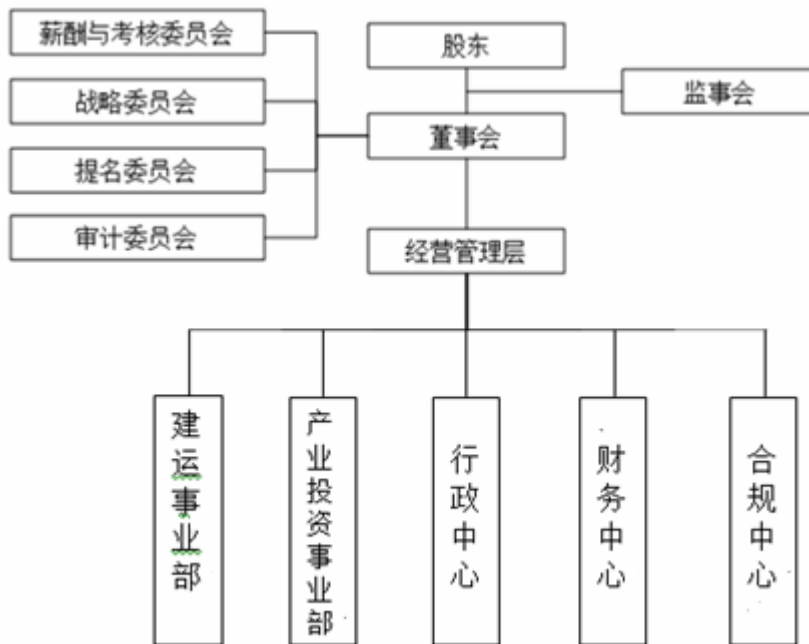 薪酬与考核委员会
股东
战略委员会
监事会
董事会
提名委员会
审计委员会
经营管理层
建运事业部
产业投资事业部
行政中心
财务中心
合规中心